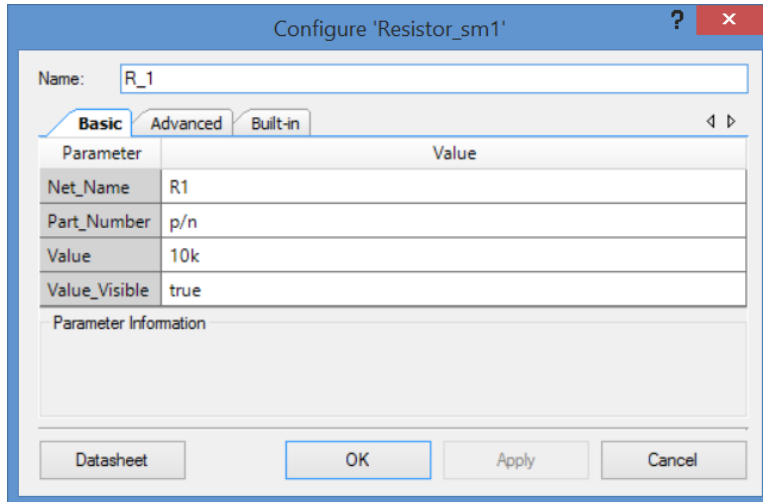 Configure 'Resistor_sm1'
?
Name: R_1
Basic Advanced Built-in
Parameter Value
Net_Name R1
Part_Number p/n
Value 10k
Value_Visible true
Parameter Information
Datasheet OK Apply Cancel